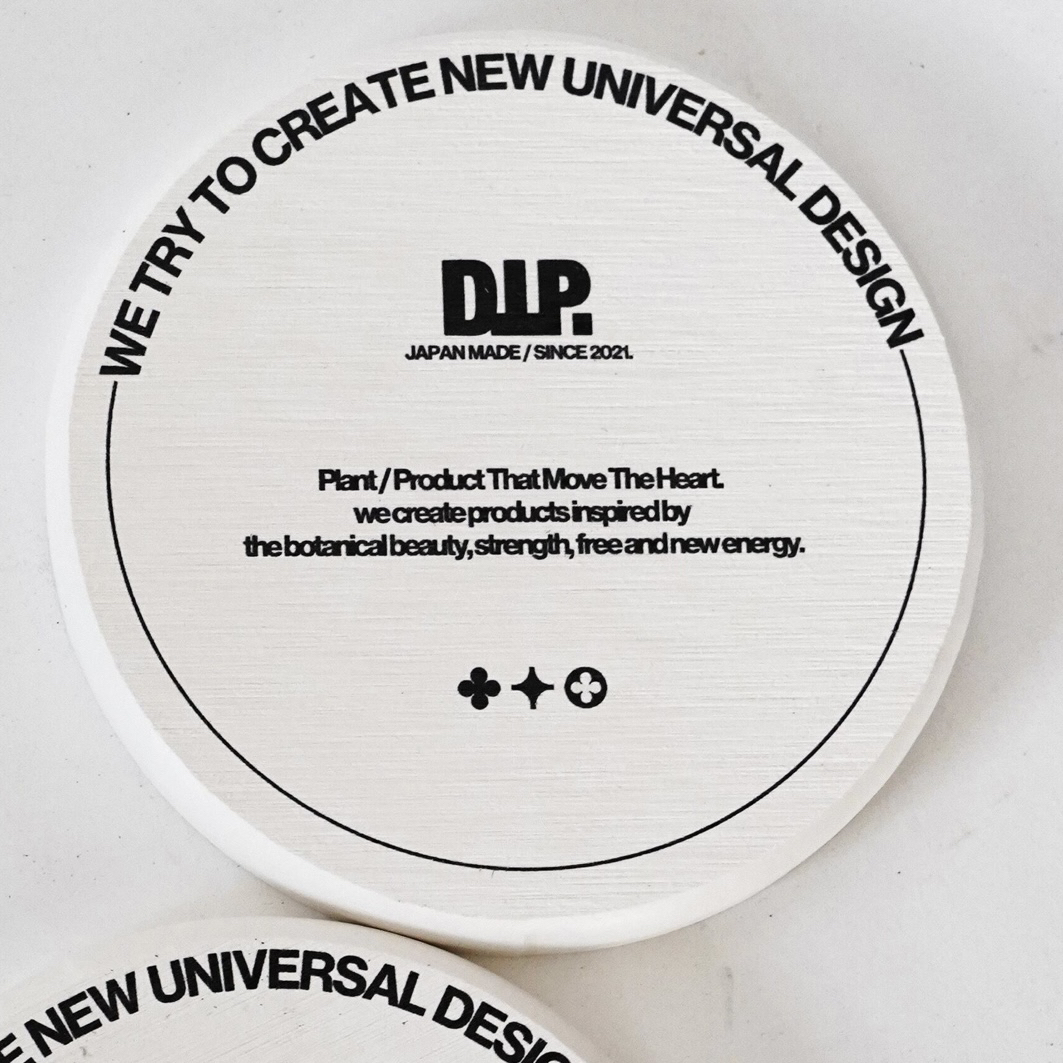 WE TRY TO CREATE NEW UNIVERSAL DESIGN
D.I.P.
JAPAN MADE / SINCE 2021.
Plant / Product That Move The Heart.
we create products inspired by
the botanical beauty, strength, free and new energy.
NEW UNIVERSAL DESIG